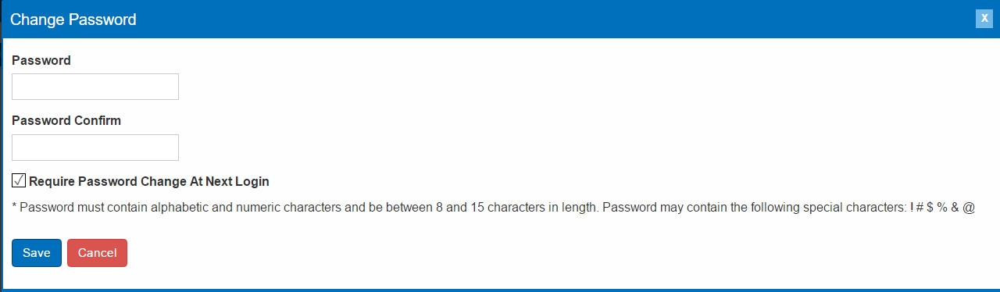 Change Password
X
Password
Password Confirm
Require Password Change At Next Login
* Password must contain alphabetic and numeric characters and be between 8 and 15 characters in length. Password may contain the following special characters: ! # $ % & @
Save Cancel